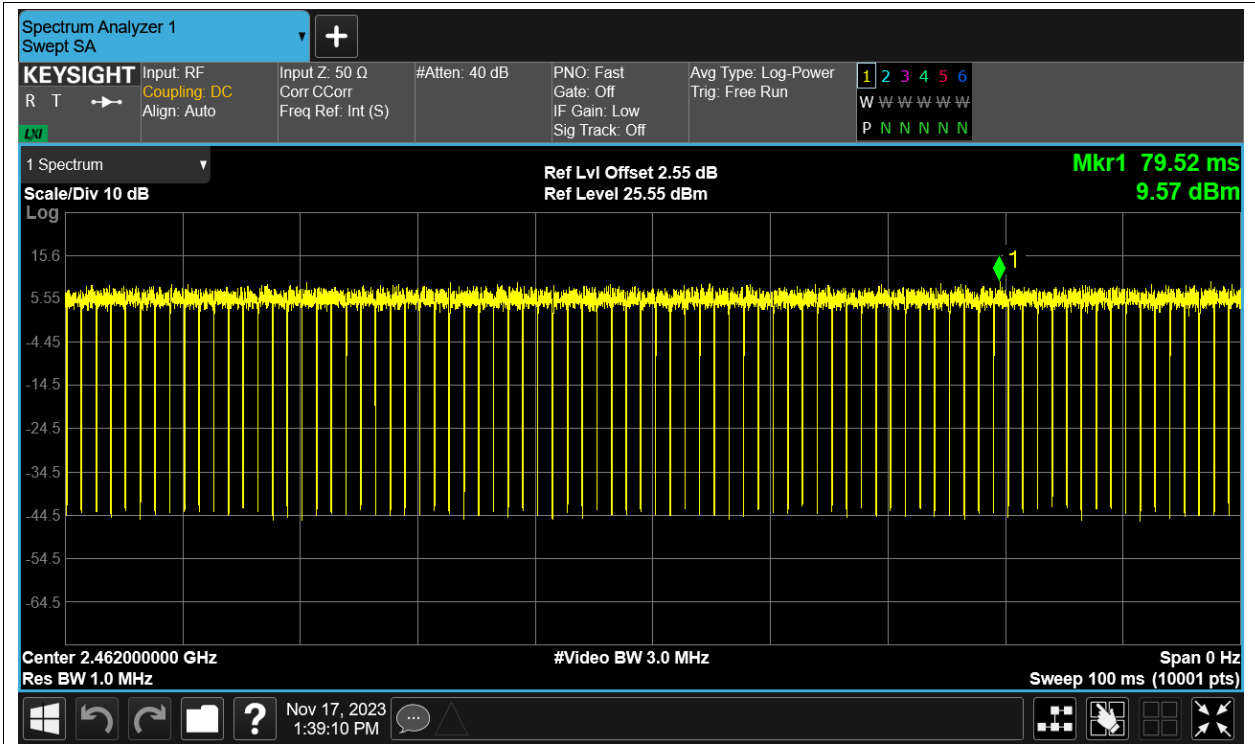 Spectrum Analyzer 1
Swept SA
KEYSIGHT
R T
LXI
Input: RF
Coupling: DC
Align: Auto
Input Z: 50 Ω
Corr CCorr
Freq Ref: Int (S)
#Atten: 40 dB
PNO: Fast
Gate: Off
IF Gain: Low
Sig Track: Off
Avg Type: Log-Power
Trig: Free Run
1 2 3 4 5 6
W W W W W W
P N N N N N
1 Spectrum
Scale/Div 10 dB
Log
Ref Lvl Offset 2.55 dB
Ref Level 25.55 dBm
Mkr1 79.52 ms
9.57 dBm
1
15.6
5.55
-4.45
-14.5
-24.5
-34.5
-44.5
-54.5
-64.5
Center 2.462000000 GHz
Res BW 1.0 MHz
#Video BW 3.0 MHz
Span 0 Hz
Sweep 100 ms (10001 pts)
?
Nov 17, 2023
1:39:10 PM